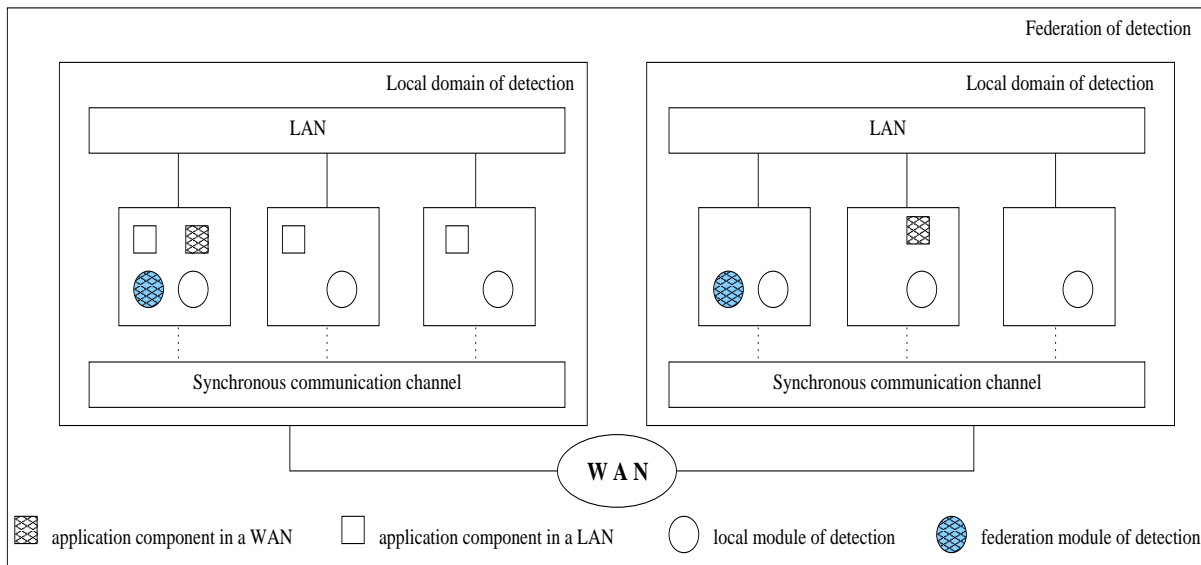 Federation of detection
Local domain of detection
Local domain of detection
LAN
LAN
Synchronous communication channel
Synchronous communication channel
W A N
application component in a WAN
application component in a LAN
local module of detection
federation module of detection